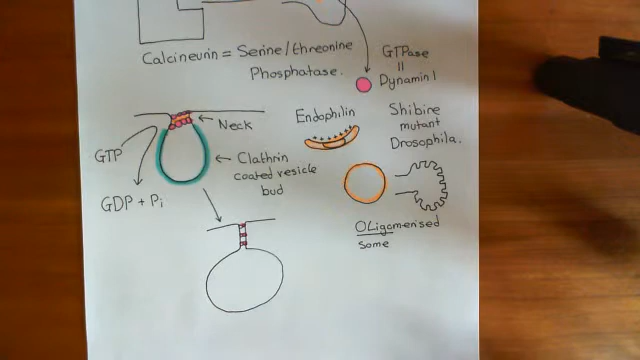 Calcineurin = Serine/threonine
Phosphatase.
GTPase
=
Dynamin 1
Neck
GTP
GDP + Pi
Clathrin
coated vesicle
bud
Endophilin
++++++
Shibire
mutant
Drosophila.
OLigomerised
some